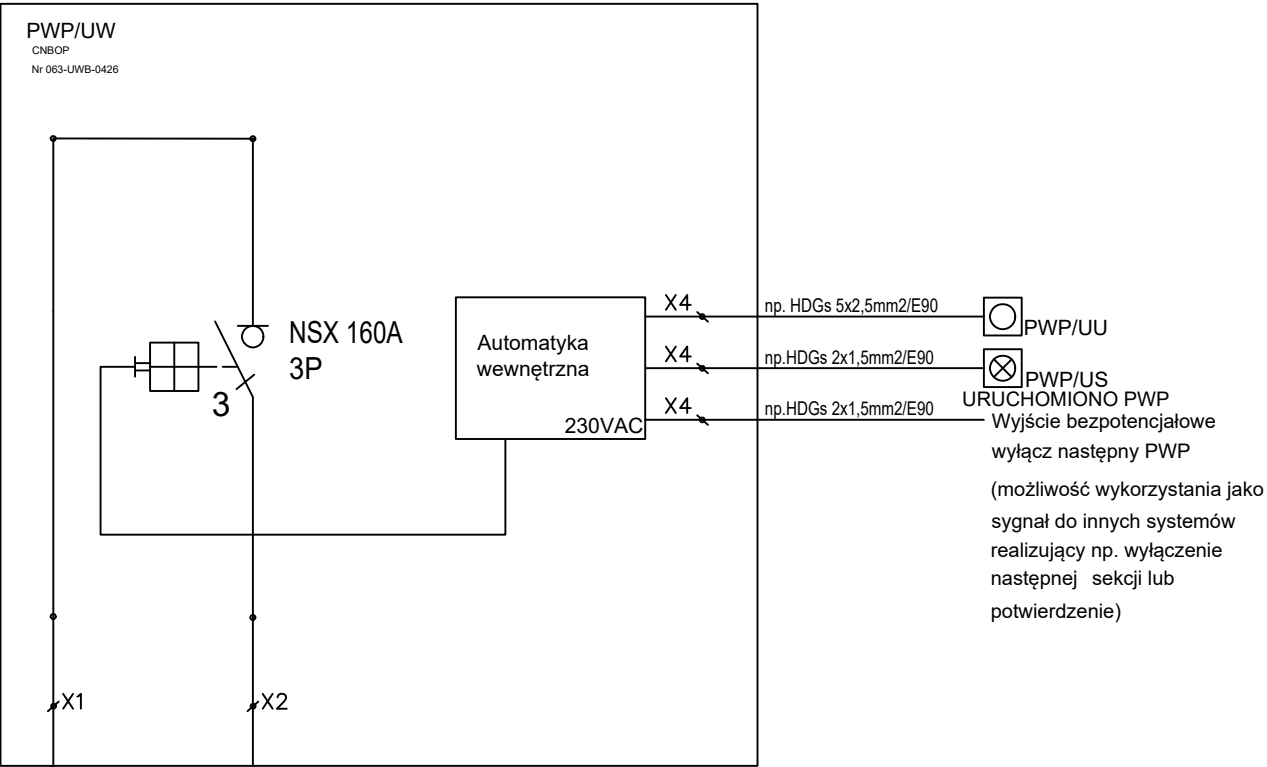 PWP/UW
CNBOP
Nr 063-UWB-0426
NSX 160A
3P
3
Automatyka
wewnętrzna
230VAC
X4
np. HDGs 5x2,5mm2/E90
PWP/UU
X4
np.HDGs 2x1,5mm2/E90
PWP/US
URUCHOMIONO PWP
X4
np.HDGs 2x1,5mm2/E90
Wyjście bezpotencjałowe
wyłącz następny PWP
(możliwość wykorzystania jako
sygnał do innych systemów
realizujący np. wyłączenie
następnej sekcji lub
potwierdzenie)
X1
X2